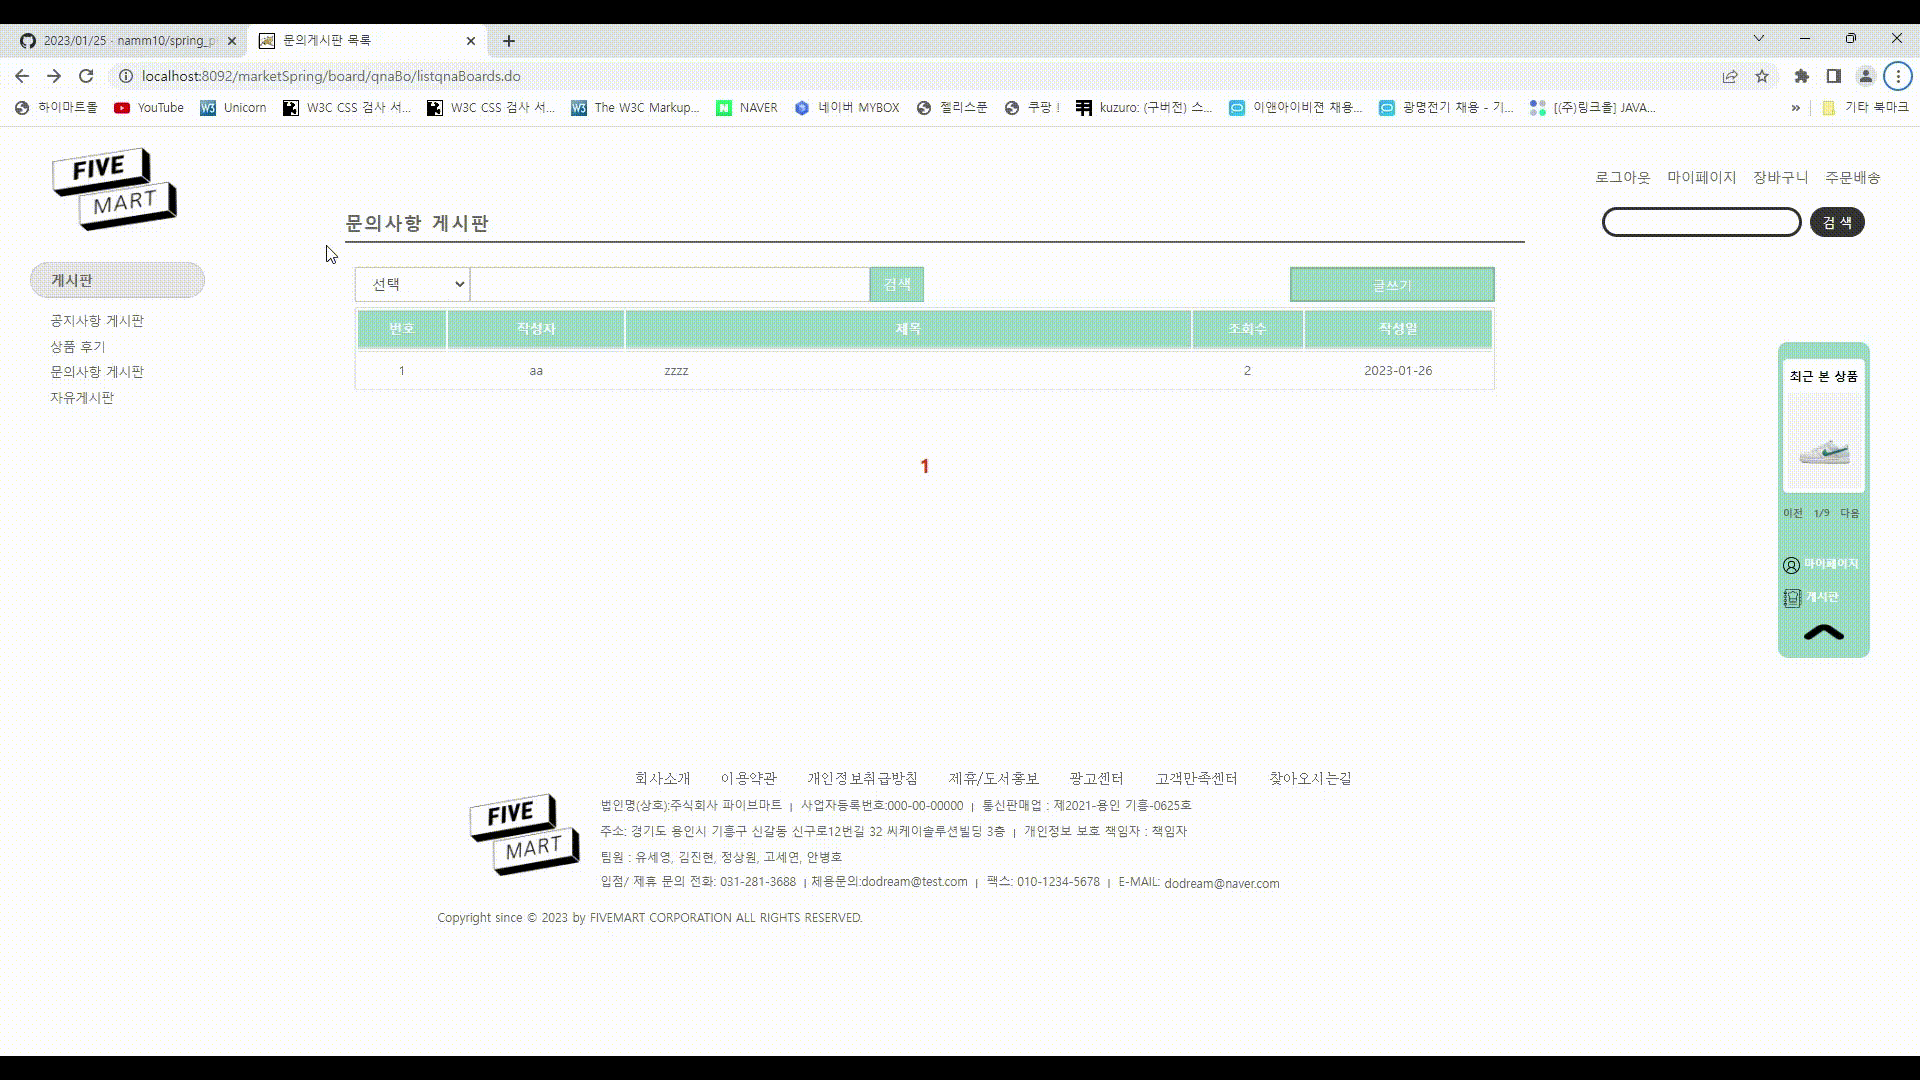 2023/01/25 · namm10/spring_p
문의게시판 목록
localhost:8092/marketSpring/board/qnaBo/listqnaBoards.do
하이마트몰 YouTube Unicorn W3C CSS 검사 서... W3C CSS 검사 서... The W3C Markup... NAVER 네이버 MYBOX 젤리스푼 쿠팡 ! kuzuro: (구버전) 스... 이앤아이비젼 채용... 광명전기 채용 - 기... [(주)링크올] JAVA... » 기타 북마크
FIVE
MART
로그아웃 마이페이지 장바구니 주문배송
검 색
문의사항 게시판
게시판
공지사항 게시판
상품 후기
문의사항 게시판
자유게시판
선택 검색 글쓰기
번호 작성자 제목 조회수 작성일
1 aa zzzz 2 2023-01-26
1
최근 본 상품
이전 1/9 다음
마이페이지
게시판
회사소개 이용약관 개인정보취급방침 제휴/도서홍보 광고센터 고객만족센터 찾아오시는길
FIVE
MART
법인명(상호):주식회사 파이브마트 | 사업자등록번호:000-00-00000 | 통신판매업 : 제2021-용인 기흥-0625호
주소: 경기도 용인시 기흥구 신갈동 신구로12번길 32 씨케이솔루션빌딩 3층 | 개인정보 보호 책임자 : 책임자
팀원 : 유세영, 김진현, 정상원, 고세연, 안병호
입점/ 제휴 문의 전화: 031-281-3688 | 체용문의:dodream@test.com | 팩스: 010-1234-5678 | E-MAIL: dodream@naver.com
Copyright since © 2023 by FIVEMART CORPORATION ALL RIGHTS RESERVED.